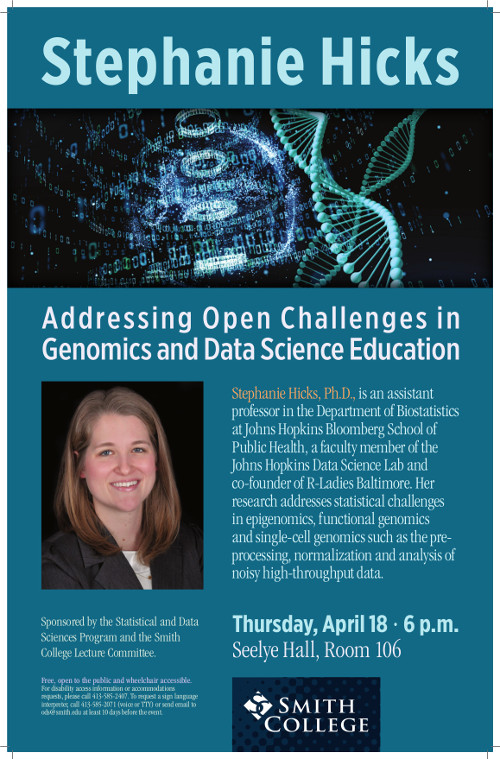 Stephanie Hicks
Addressing Open Challenges in
Genomics and Data Science Education
Stephanie Hicks, Ph.D., is an assistant
professor in the Department of Biostatistics
at Johns Hopkins Bloomberg School of
Public Health, a faculty member of the
Johns Hopkins Data Science Lab and
co-founder of R-Ladies Baltimore. Her
research addresses statistical challenges
in epigenomics, functional genomics
and single-cell genomics such as the pre-
processing, normalization and analysis of
noisy high-throughput data.
Sponsored by the Statistical and Data
Sciences Program and the Smith
College Lecture Committee.
Thursday, April 18 · 6 p.m.
Seelye Hall, Room 106
Free, open to the public and wheelchair accessible.
For disability access information or accommodations
requests, please call 413-585-2407. To request a sign language
interpreter, call 413-585-2071 (voice or TTY) or send email to
ods@smith.edu at least 10 days before the event.
SMITH
COLLEGE